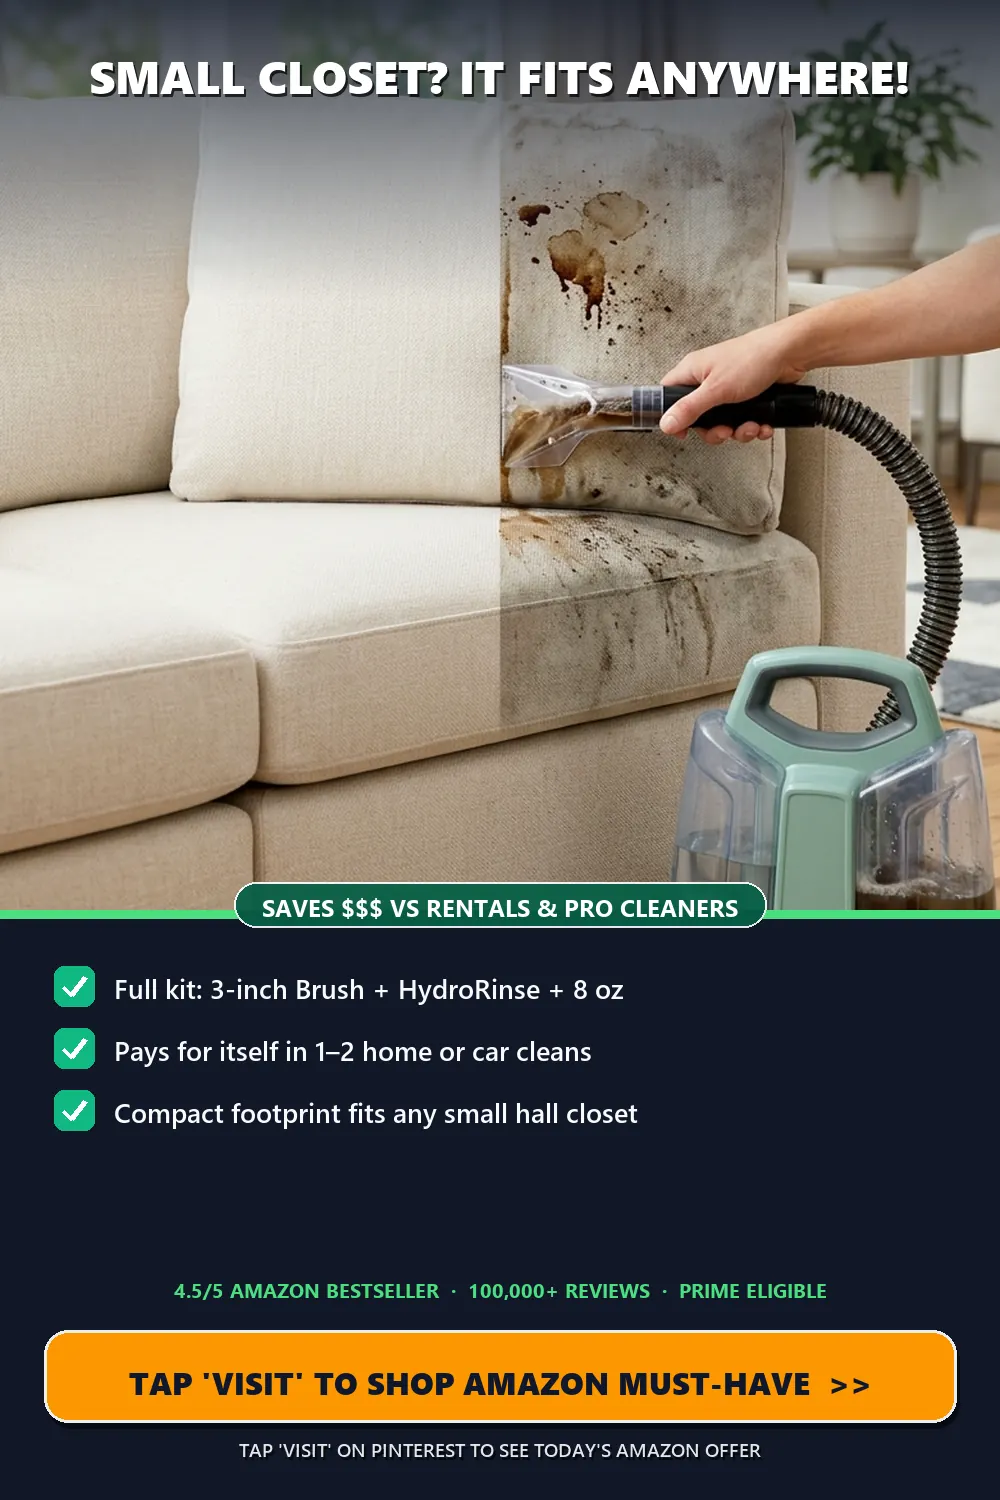 SMALL CLOSET? IT FITS ANYWHERE!
SAVES $$$ VS RENTALS & PRO CLEANERS
Full kit: 3-inch Brush + HydroRinse + 8 oz
Pays for itself in 1–2 home or car cleans
Compact footprint fits any small hall closet
4.5/5 AMAZON BESTSELLER · 100,000+ REVIEWS · PRIME ELIGIBLE
TAP 'VISIT' TO SHOP AMAZON MUST-HAVE >>
TAP 'VISIT' ON PINTEREST TO SEE TODAY'S AMAZON OFFER